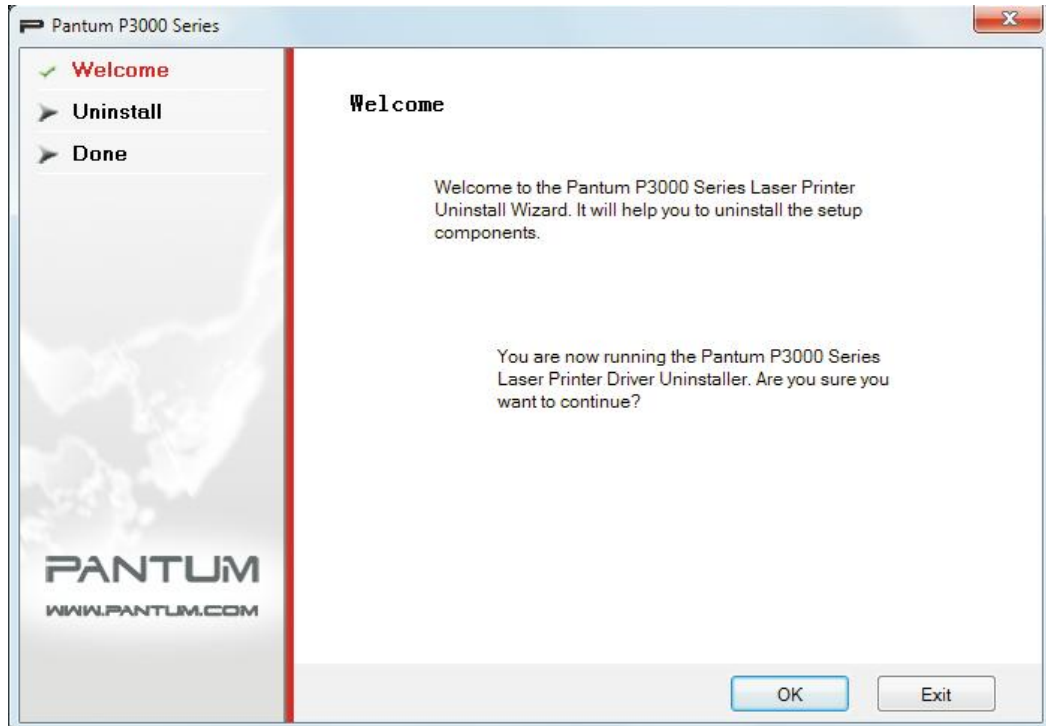 Pantum P3000 Series
Welcome
Uninstall
Done
Welcome
Welcome to the Pantum P3000 Series Laser Printer
Uninstall Wizard. It will help you to uninstall the setup
components.
You are now running the Pantum P3000 Series
Laser Printer Driver Uninstaller. Are you sure you
want to continue?
PANTUM
WWW.PANTUM.COM
OK
Exit